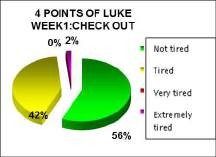 4 POINTS OF LUKE
WEEK1:CHECK OUT
0%
2%
42%
56%
Not tired
Tired
Very tired
Extremely
tired